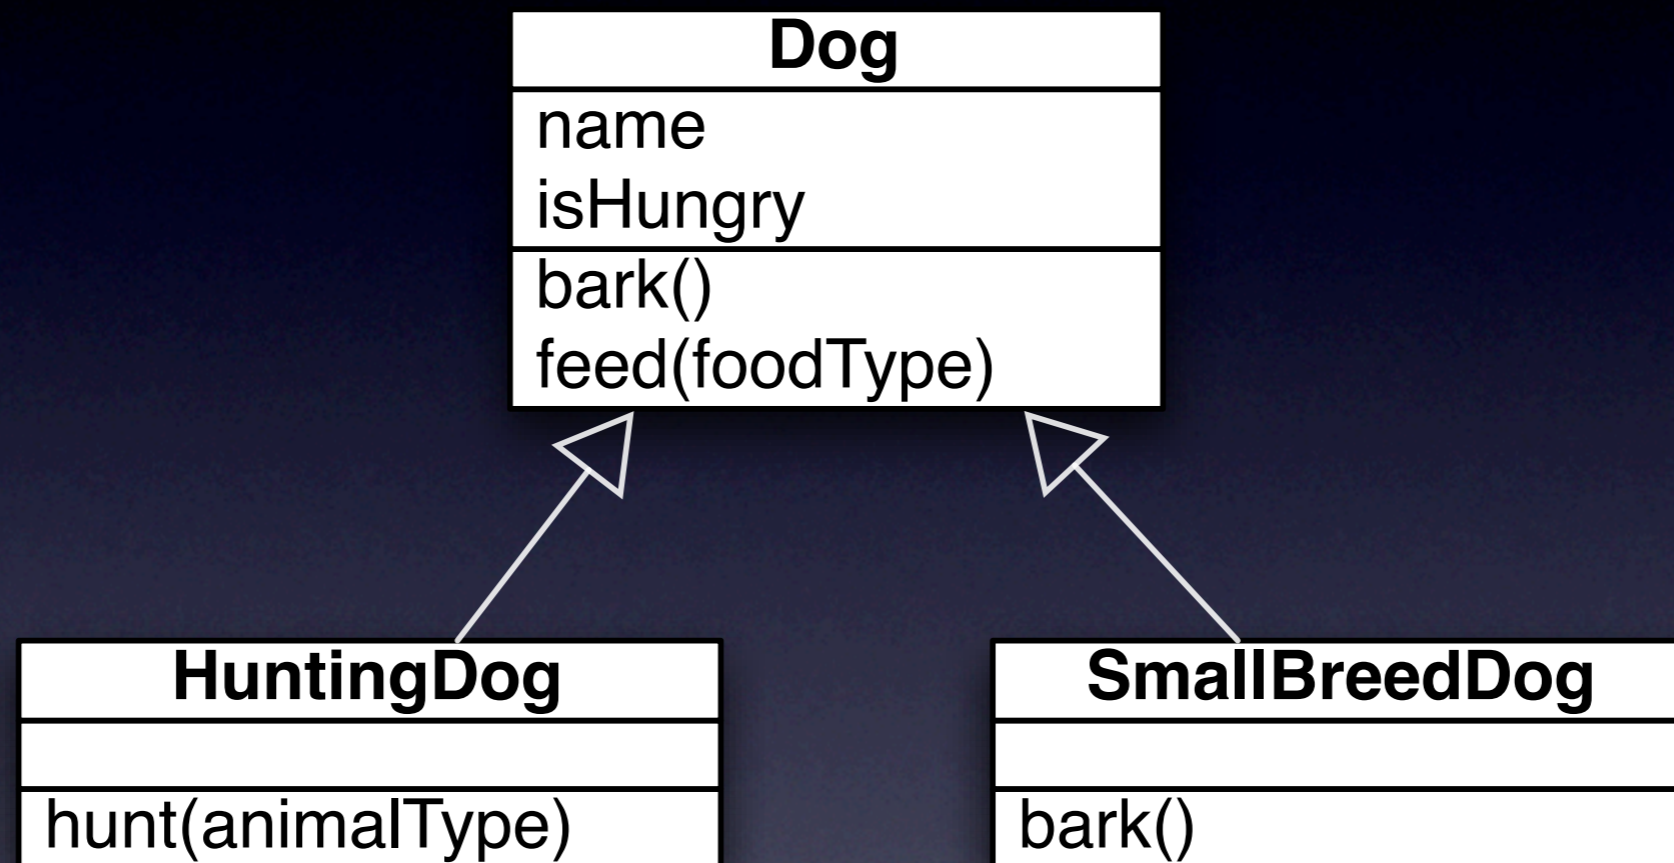 Dog
name
isHungry
bark()
feed(foodType)
HuntingDog
hunt(animalType)
SmallBreedDog
bark()